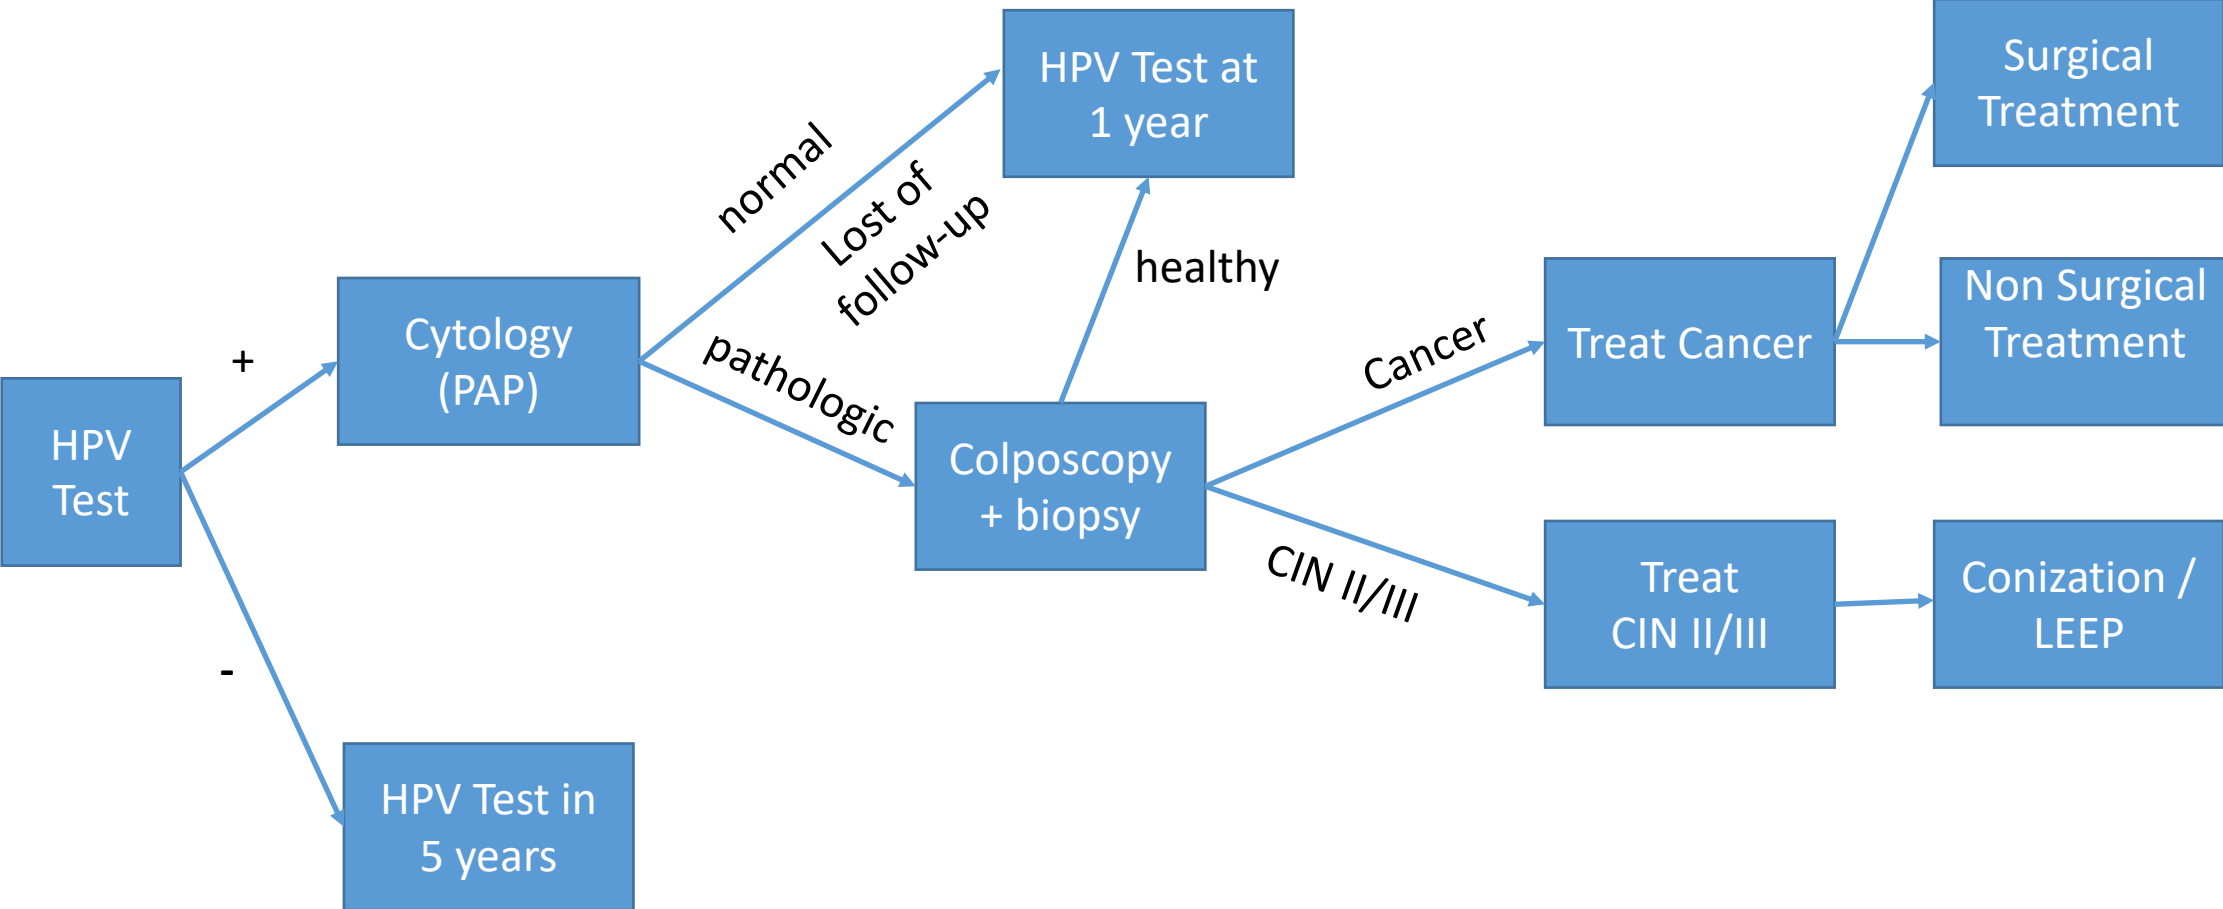 HPV
Test
+
-
Cytology
(PAP)
HPV Test in
5 years
normal
Lost of
follow-up
pathologic
HPV Test at
1 year
healthy
Colposcopy
+ biopsy
Cancer
CIN II/III
Treat Cancer
Treat
CIN II/III
Surgical
Treatment
Non Surgical
Treatment
Conization /
LEEP